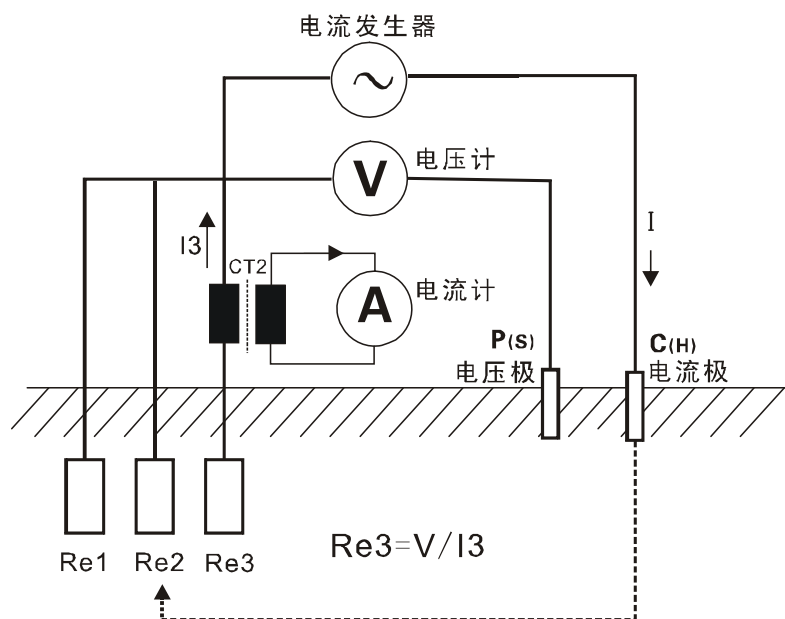 电流发生器
V
电压计
I3
CT2
I
A
电流计
P(S)
电压极
C(H)
电流极
Re1
Re2
Re3
Re3=V/I3